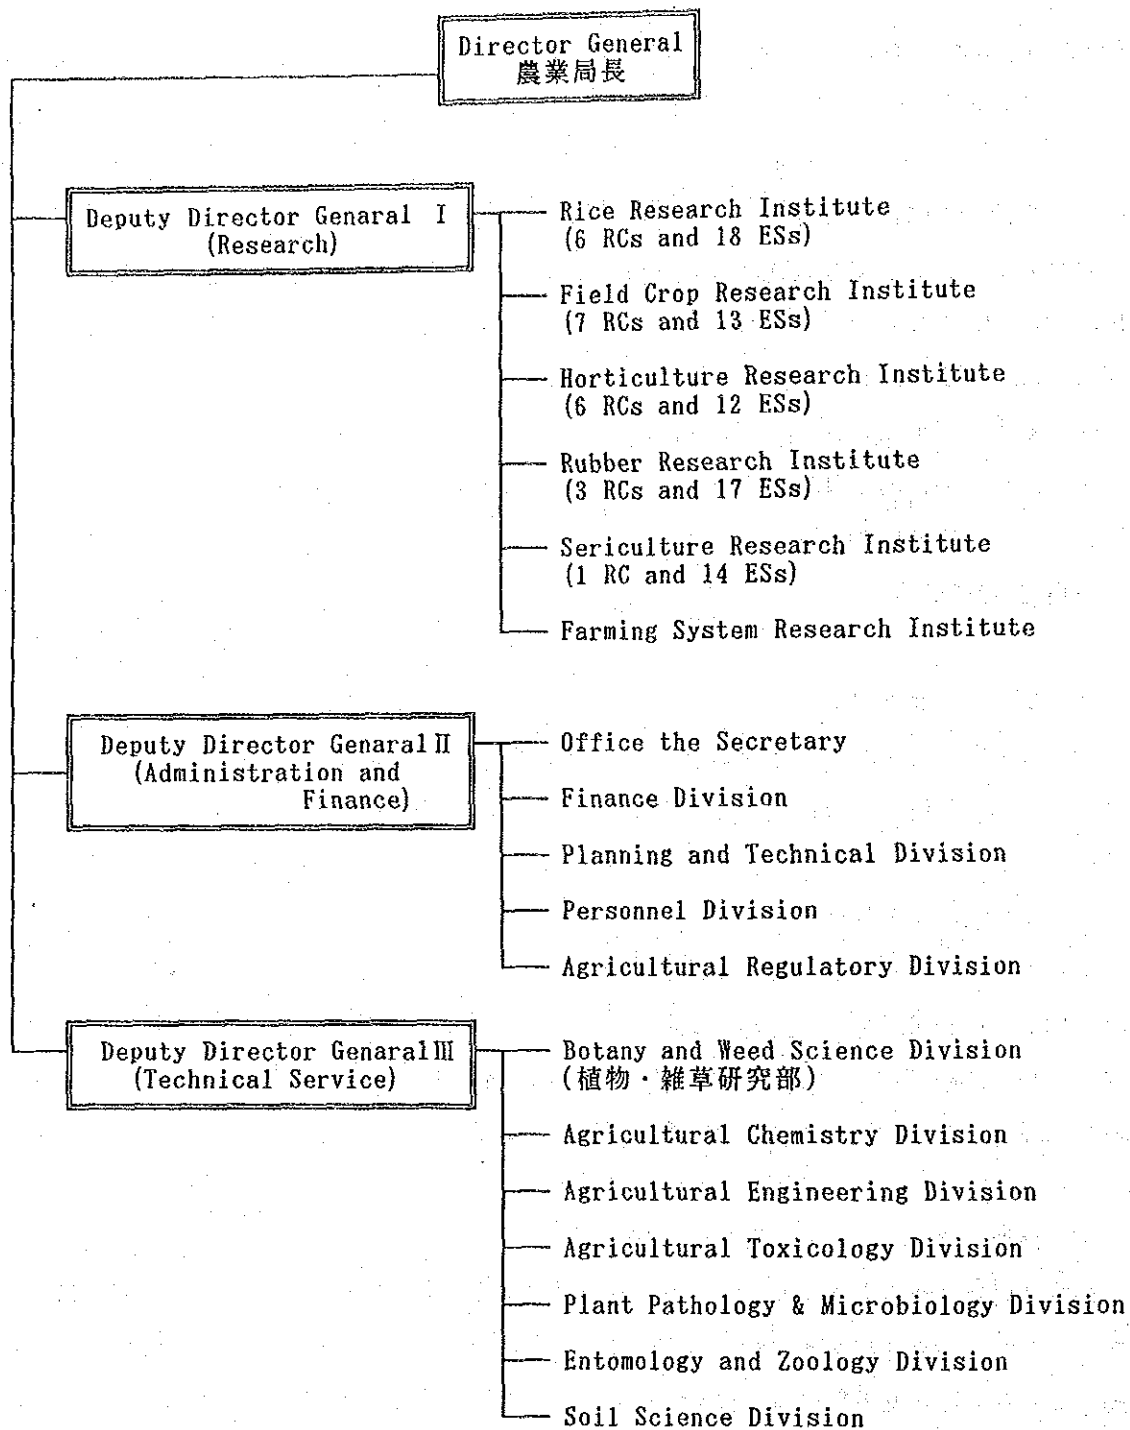 Director General
農業局長
Deputy Director Genaral I
(Research)
Rice Research Institute
(6 RCs and 18 ESs)
Field Crop Research Institute
(7 RCs and 13 ESs)
Horticulture Research Institute
(6 RCs and 12 ESs)
Rubber Research Institute
(3 RCs and 17 ESs)
Sericulture Research Institute
(1 RC and 14 ESs)
Farming System Research Institute
Deputy Director Genaral II
(Administration and
Finance)
Office the Secretary
Finance Division
Planning and Technical Division
Personnel Division
Agricultural Regulatory Division
Deputy Director Genaral III
(Technical Service)
Botany and Weed Science Division
(植物・雑草研究部)
Agricultural Chemistry Division
Agricultural Engineering Division
Agricultural Toxicology Division
Plant Pathology & Microbiology Division
Entomology and Zoology Division
Soil Science Division